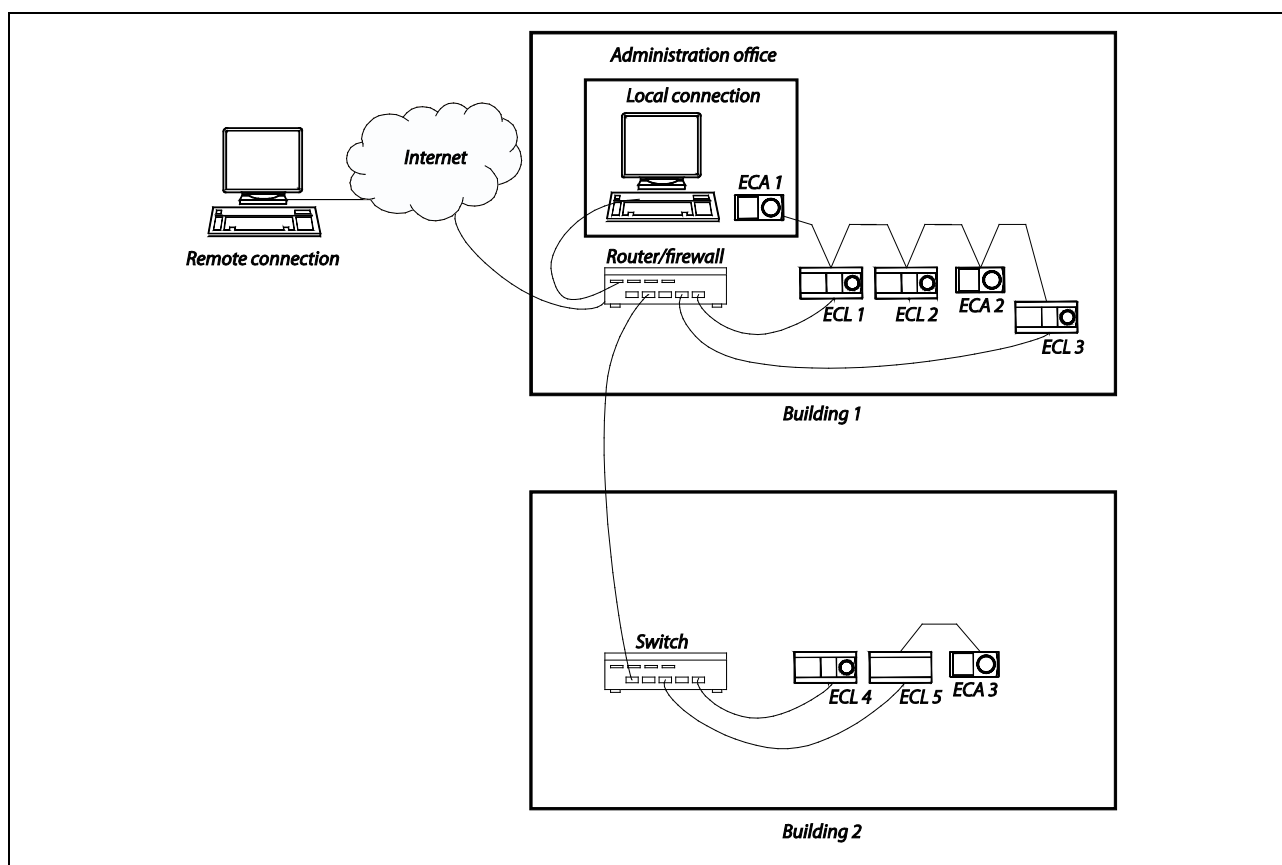 Administration office
Local connection
Internet
ECA 1
Remote connection
Router/firewall
ECL 1
ECL 2
ECA 2
ECL 3
Building 1
Switch
ECL 4
ECL 5
ECA 3
Building 2